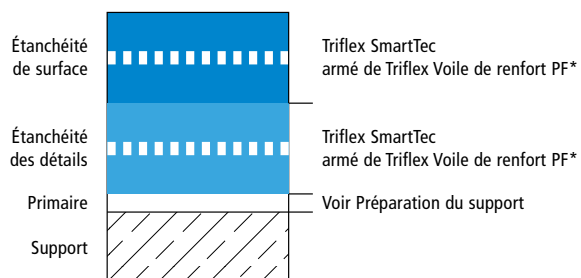 Étanchéité
de surface
Triflex SmartTec
armé de Triflex Voile de renfort PF*
Étanchéité
des détails
Triflex SmartTec
armé de Triflex Voile de renfort PF*
Primaire
Voir Préparation du support
Support